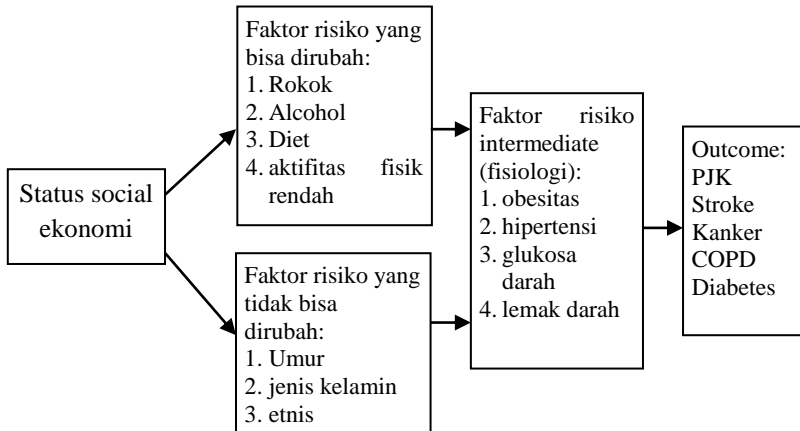 Status social
ekonomi
Faktor risiko yang
bisa dirubah:
1. Rokok
2. Alcohol
3. Diet
4. aktifitas fisik
rendah
Faktor risiko yang
tidak bisa
dirubah:
1. Umur
2. jenis kelamin
3. etnis
Faktor risiko
intermediate
(fisiologi):
1. obesitas
2. hipertensi
3. glukosa
darah
4. lemak darah
Outcome:
PJK
Stroke
Kanker
COPD
Diabetes